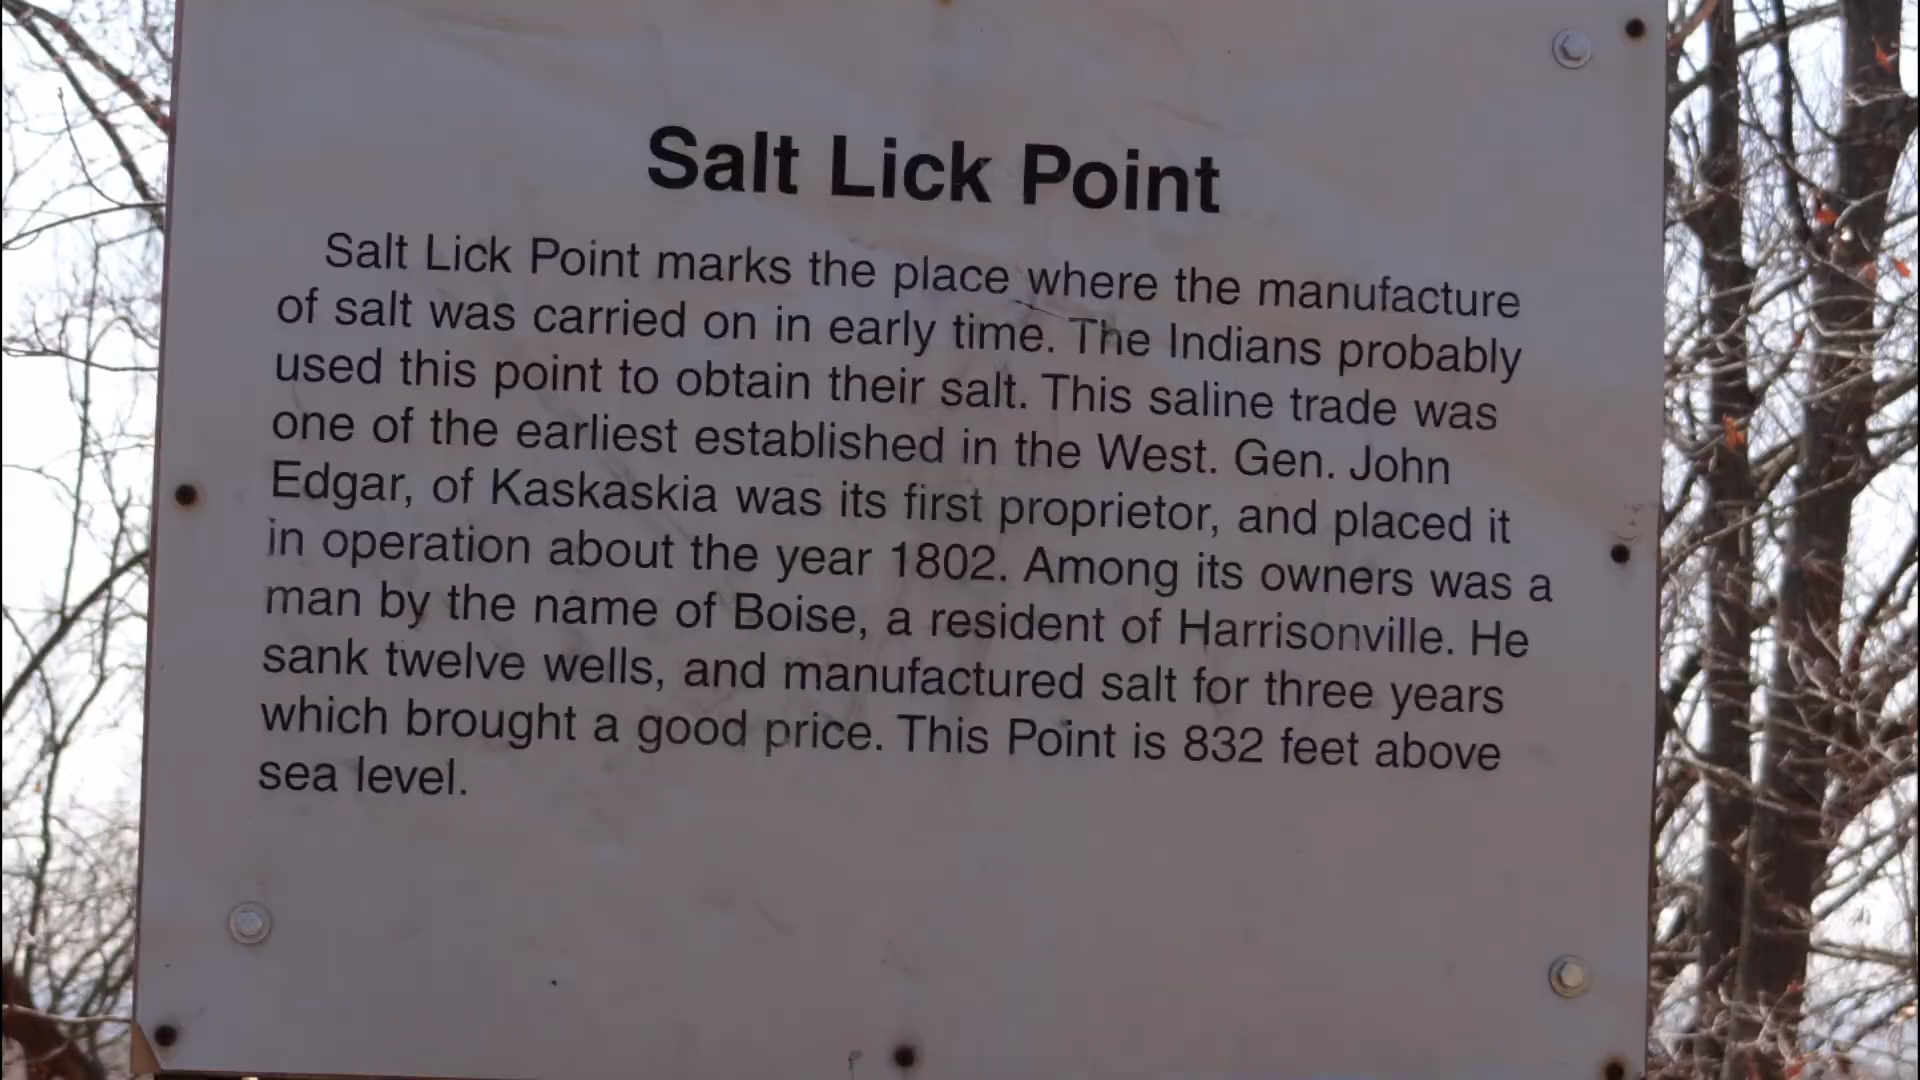 Salt Lick Point
Salt Lick Point marks the place where the manufacture
of salt was carried on in early time. The Indians probably
used this point to obtain their salt. This saline trade was
one of the earliest established in the West. Gen. John
Edgar, of Kaskaskia was its first proprietor, and placed it
in operation about the year 1802. Among its owners was a
man by the name of Boise, a resident of Harrisonville. He
sank twelve wells, and manufactured salt for three years
which brought a good price. This Point is 832 feet above
sea level.